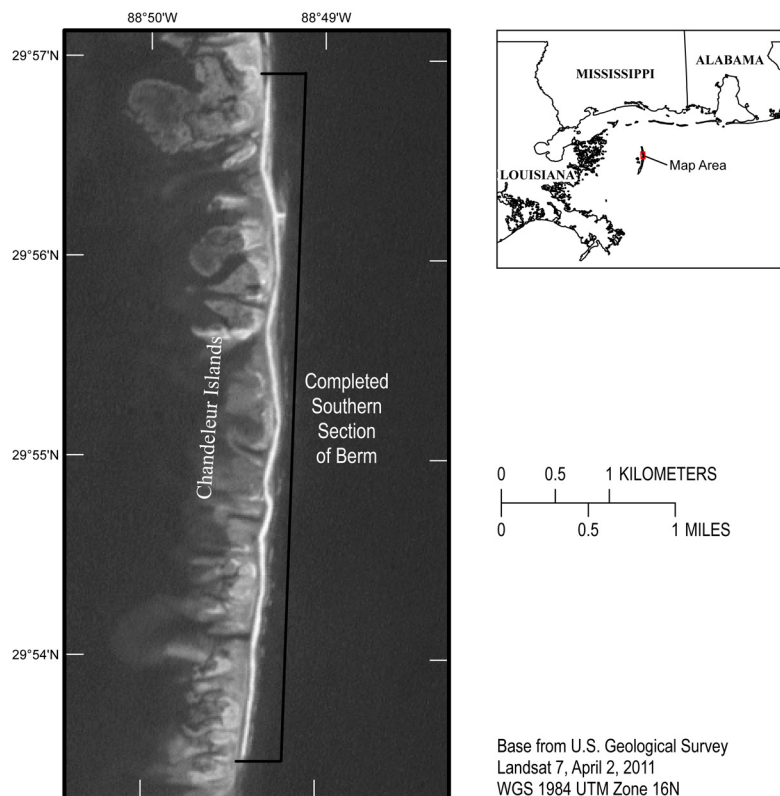 88°50'W
88°49'W
29°57'N
29°56'N
29°55'N
29°54'N
Chandeleur Islands
Completed
Southern
Section
of Berm
MISSISSIPPI
ALABAMA
LOUISIANA
Map Area
0 0.5 1 KILOMETERS
0 0.5 1 MILES
Base from U.S. Geological Survey
Landsat 7, April 2, 2011
WGS 1984 UTM Zone 16N